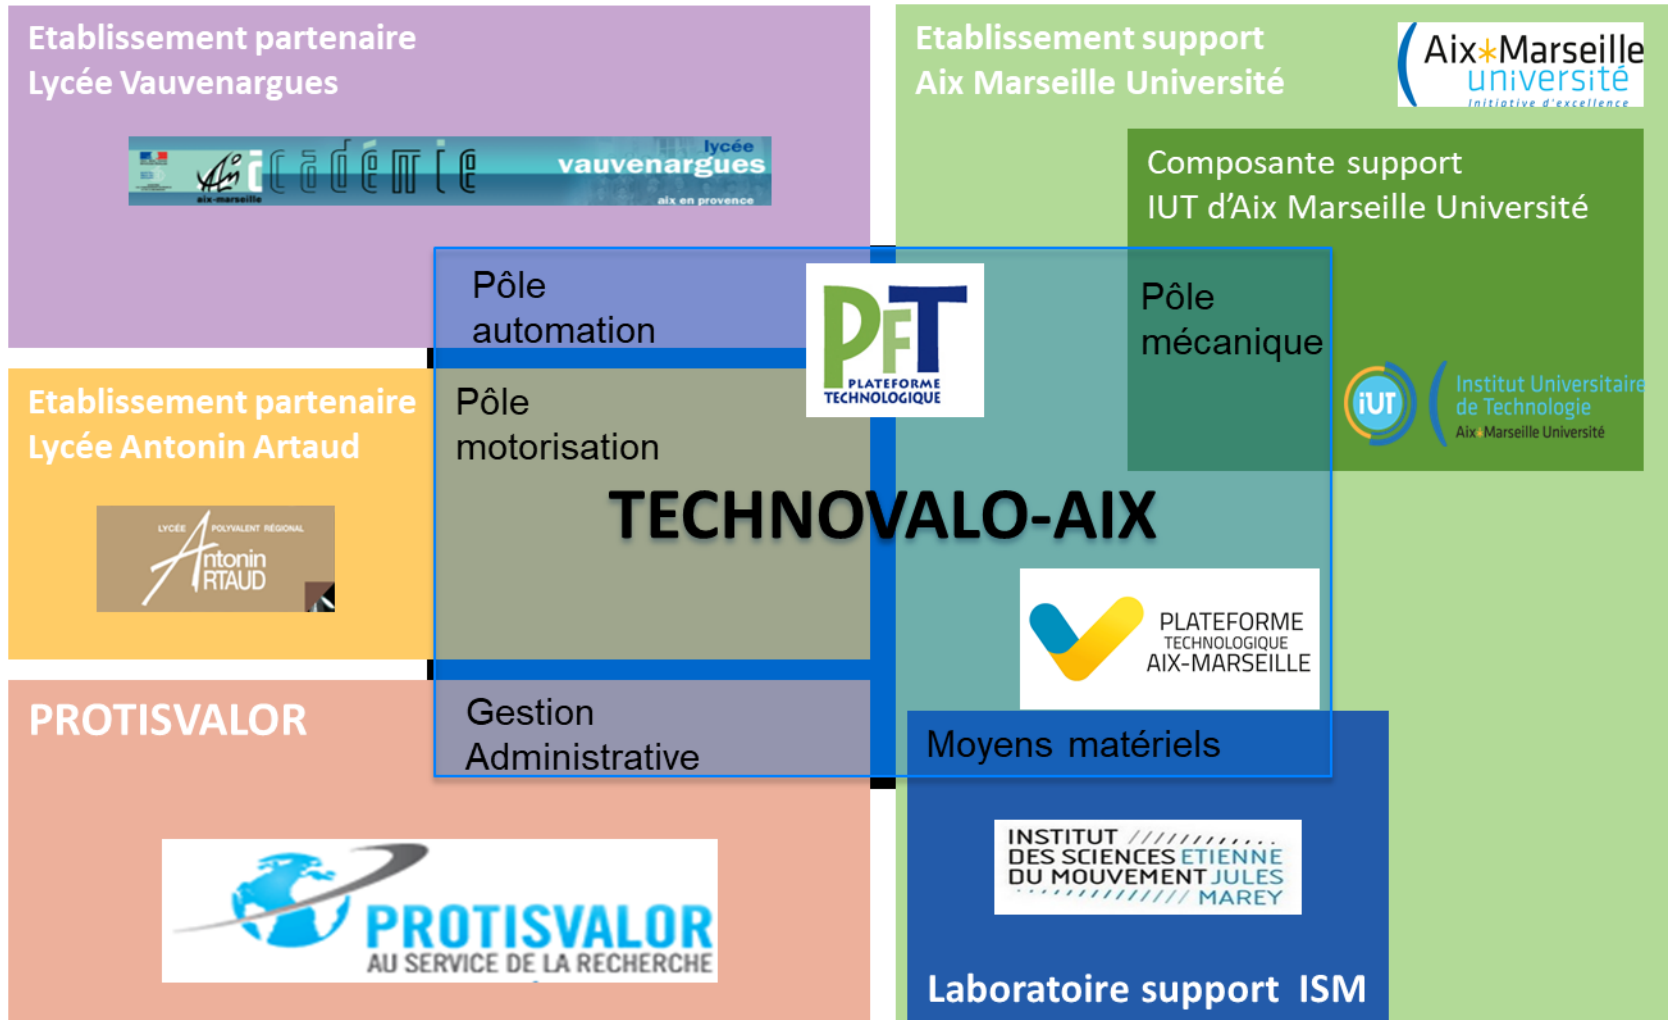 Etablissement partenaire
Lycée Vauvenargues
académie
aix-marseille
lycée
vauvenargues
aix en provence
Etablissement support
Aix Marseille Université
Aix*Marseille
université
Initiative d'excellence
Composante support
IUT d’Aix Marseille Université
Pôle
automation
PFT
PLATEFORME
TECHNOLOGIQUE
Pôle
mécanique
iUT
Institut Universitaire
de Technologie
Aix*Marseille Université
Etablissement partenaire
Lycée Antonin Artaud
Pôle
motorisation
LYCÉE POLYVALENT RÉGIONAL
Antonin
ARTAUD
TECHNOVALO-AIX
PLATEFORME
TECHNOLOGIQUE
AIX-MARSEILLE
PROTISVALOR
Gestion
Administrative
Moyens matériels
PROTISVALOR
AU SERVICE DE LA RECHERCHE
INSTITUT
DES SCIENCES ETIENNE
DU MOUVEMENT JULES
MAREY
Laboratoire support ISM